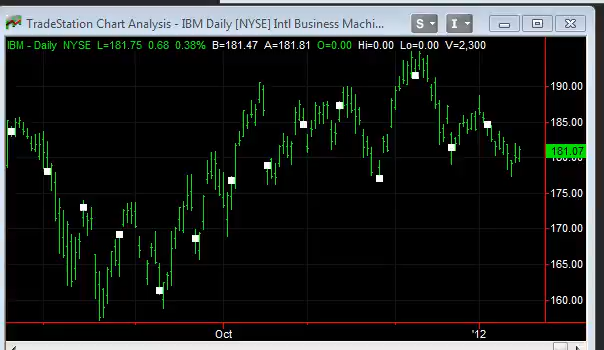 TradeStation Chart Analysis - IBM Daily [NYSE] Intl Business Machi...
S
I
IBM - Daily NYSE L=181.75 0.68 0.38% B=181.47 A=181.81 O=0.00 Hi=0.00 Lo=0.00 V=2,300
190.00
185.00
181.07
180.00
175.00
170.00
165.00
160.00
Oct
'12